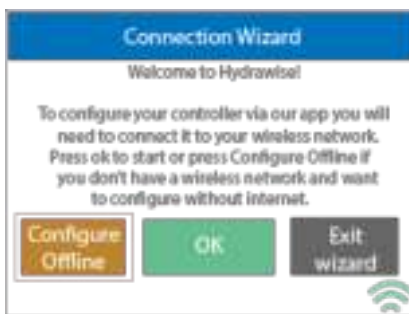 Connection Wizard
Welcome to Hydrawise!
To configure your controller via our app you will
need to connect it to your wireless network.
Press ok to start or press Configure Offline if
you don't have a wireless network and want
to configure without internet.
Configure
Offline
OK
Exit
wizard